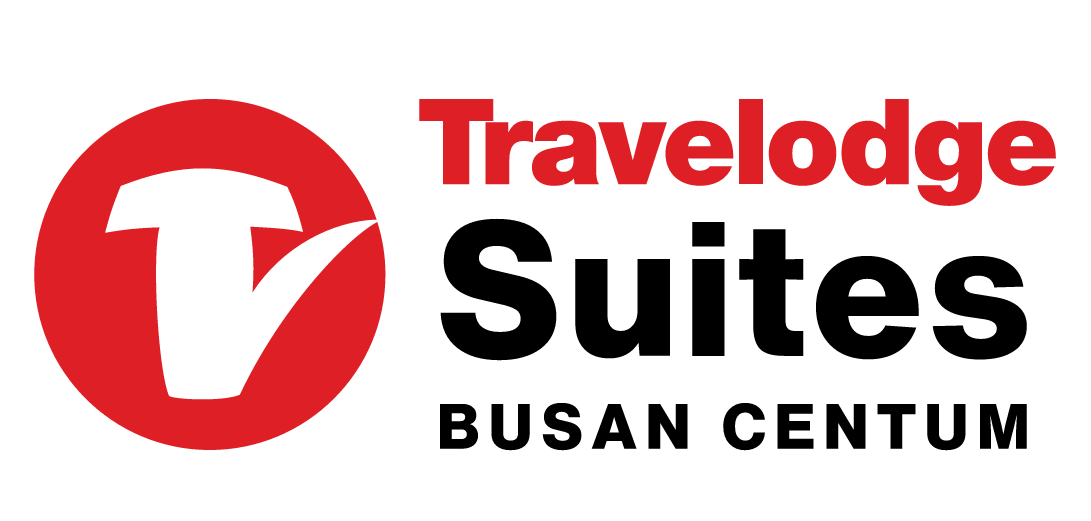 Travelodge
Suites
BUSAN CENTUM